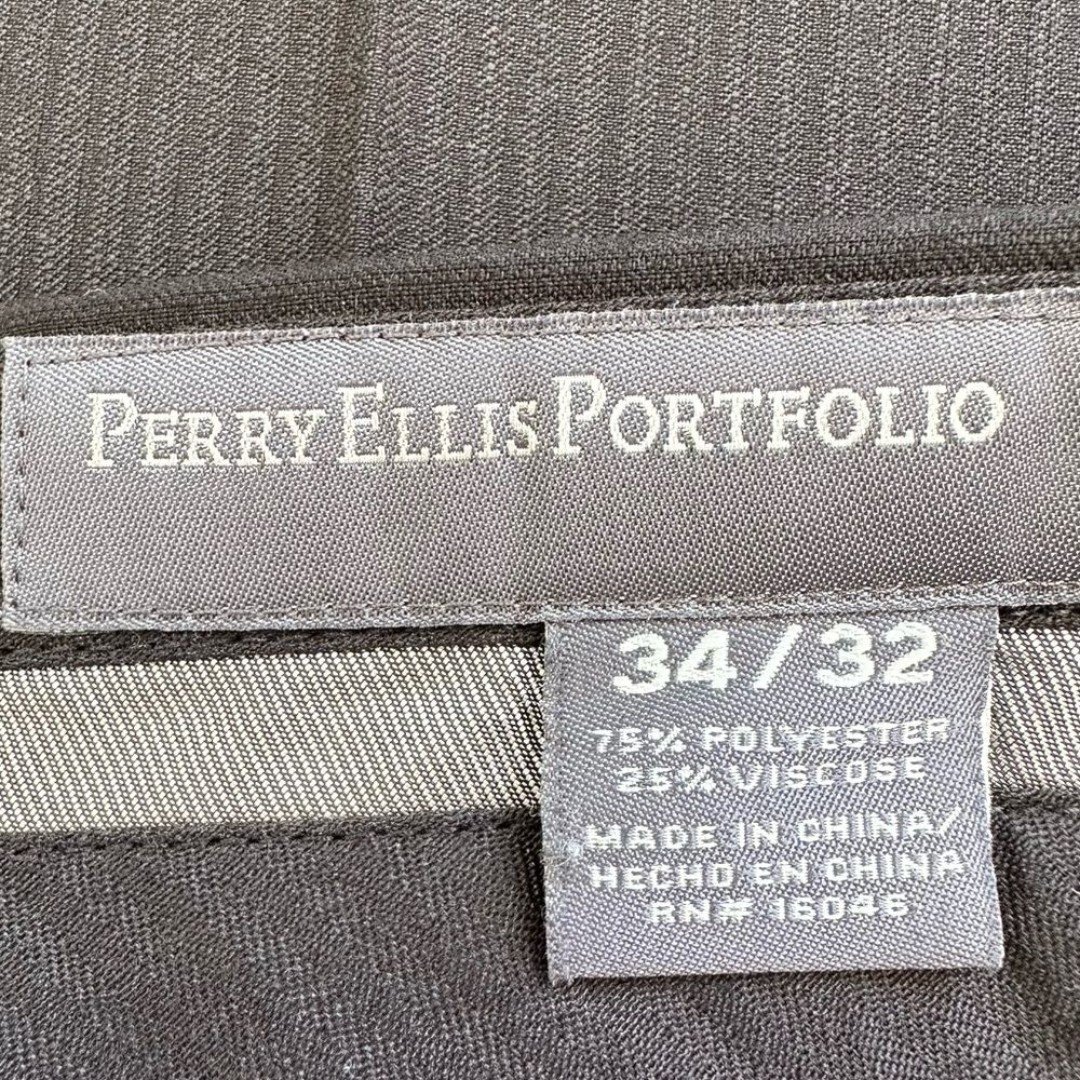 PERRY ELLIS PORTFOLIO
34/32
75% POLYESTER
25% VISCOSE
MADE IN CHINA/
HECHO EN CHINA
RN# 16046